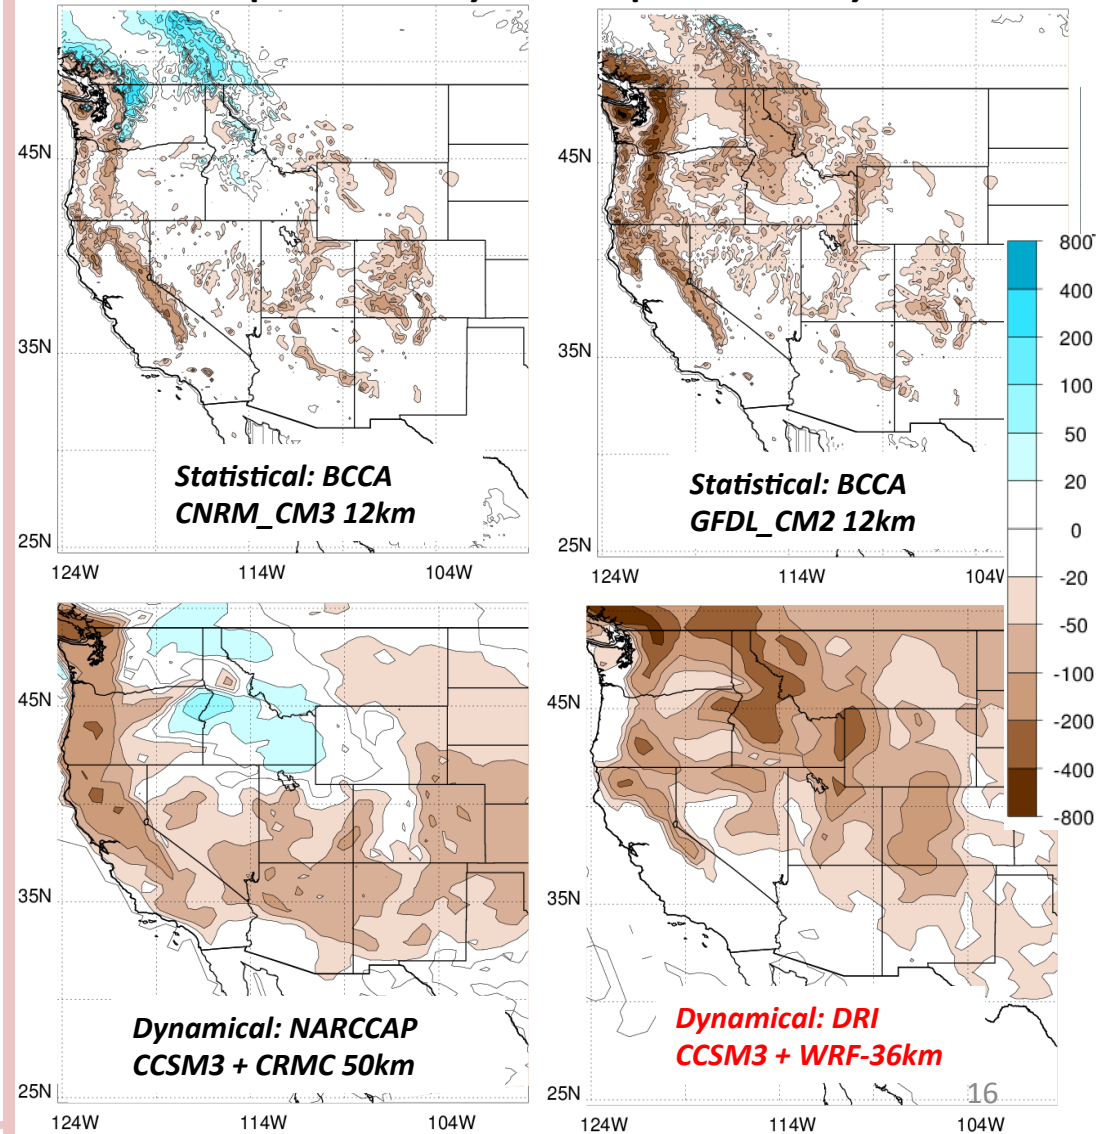 45N
35N
25N
124W
114W
104W
Statistical: BCCA
CNRM_CM3 12km
45N
35N
25N
124W
114W
104W
Statistical: BCCA
GFDL_CM2 12km
800
400
200
100
50
20
0
-20
-50
-100
-200
-400
-800
45N
35N
25N
124W
114W
104W
Dynamical: NARCCAP
CCSM3 + CRMC 50km
45N
35N
25N
124W
114W
104W
Dynamical: DRI
CCSM3 + WRF-36km
16